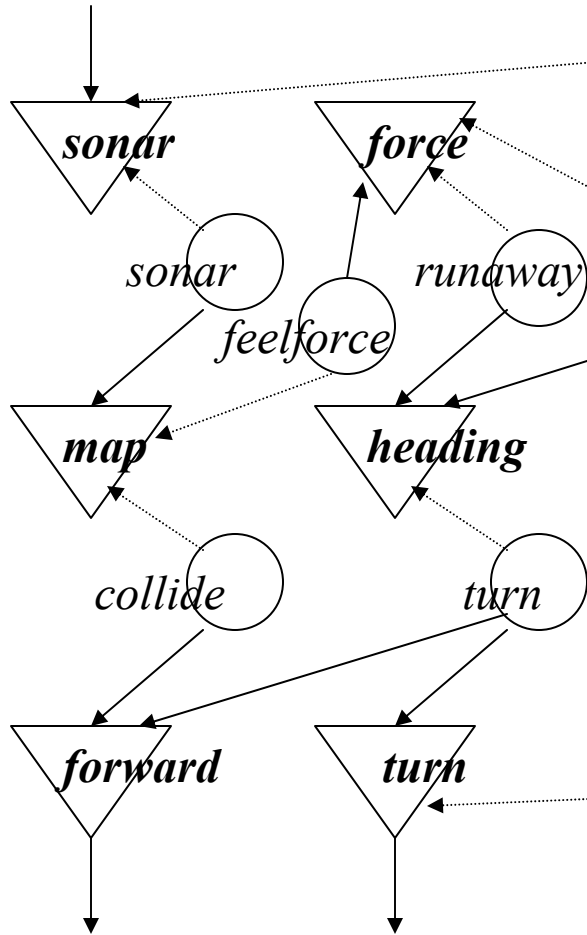 sonar
force
sonar
runaway
feelforce
map
heading
collide
turn
forward
turn